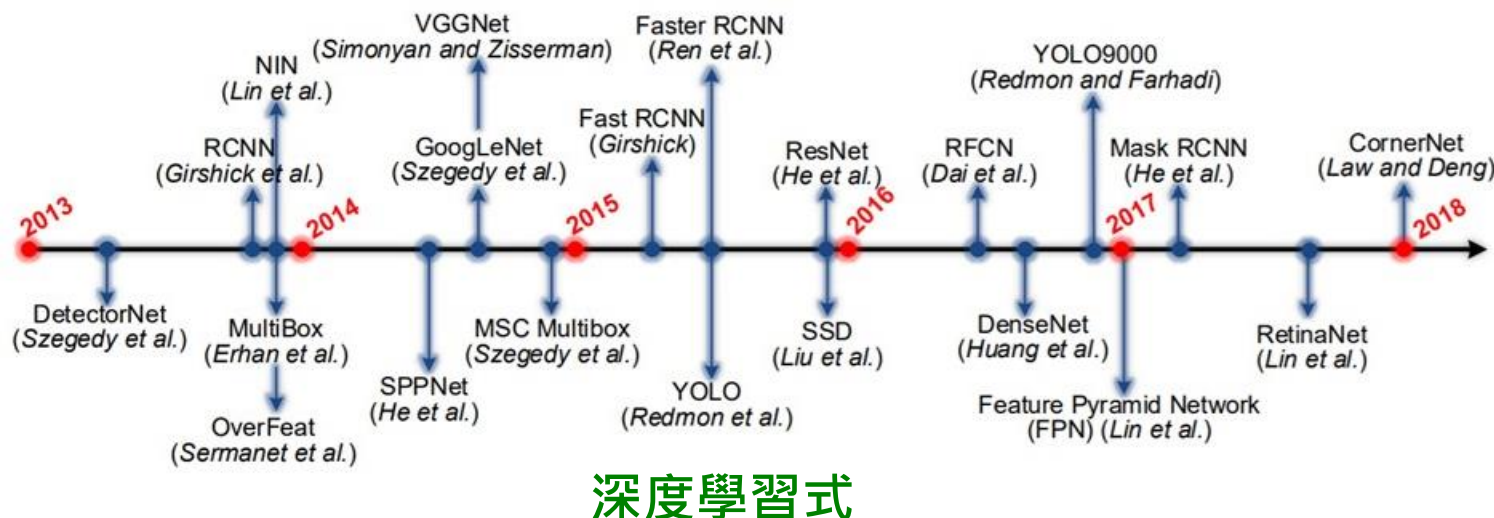 VGGNet
(Simonyan and Zisserman)
Faster RCNN
(Ren et al.)
NIN
(Lin et al.)
YOLO9000
(Redmon and Farhadi)
RCNN
(Girshick et al.)
GoogLeNet
(Szegedy et al.)
Fast RCNN
(Girshick)
ResNet
(He et al.)
RFCN
(Dai et al.)
Mask RCNN
(He et al.)
CornerNet
(Law and Deng)
2013
2014
2015
2016
2017
2018
DetectorNet
(Szegedy et al.)
MultiBox
(Erhan et al.)
OverFeat
(Sermanet et al.)
SPPNet
(He et al.)
MSC Multibox
(Szegedy et al.)
YOLO
(Redmon et al.)
SSD
(Liu et al.)
DenseNet
(Huang et al.)
Feature Pyramid Network
(FPN) (Lin et al.)
RetinaNet
(Lin et al.)
深度學習式